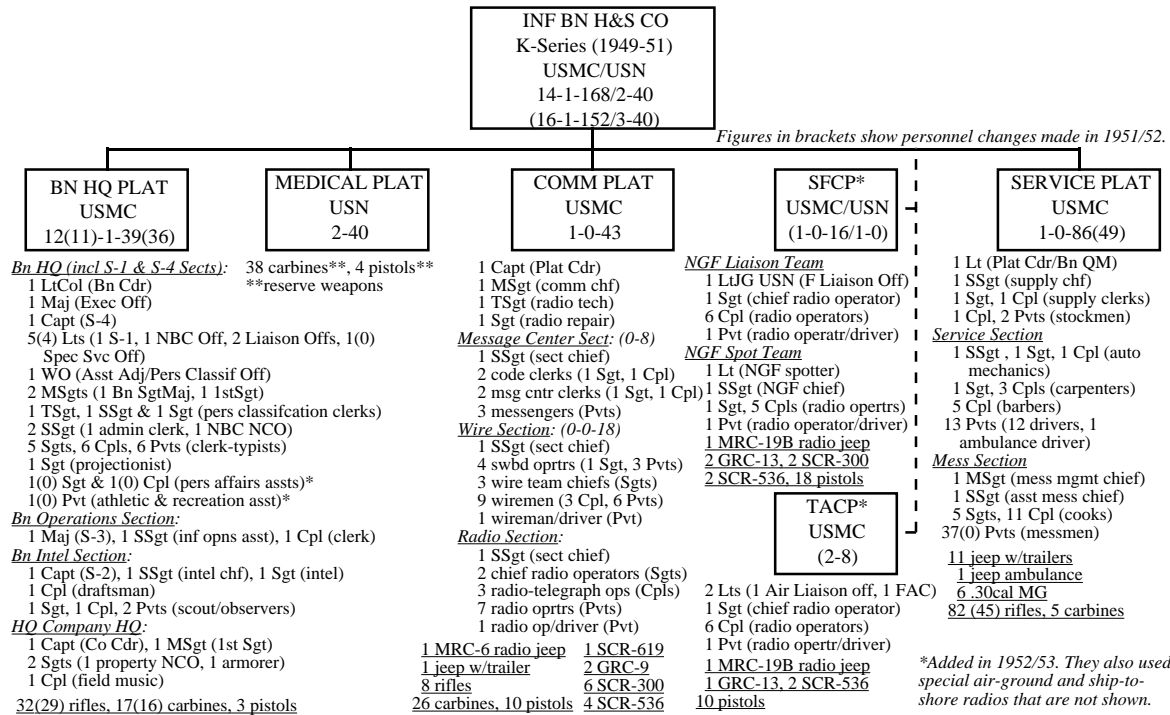 INF BN H&S CO
K-Series (1949-51)
USMC/USN
14-1-168/2-40
(16-1-152/3-40)
Figures in brackets show personnel changes made in 1951/52.
BN HQ PLAT
USMC
12(11)-1-39(36)
Bn HQ (incl S-1 & S-4 Sects):
1 LtCol (Bn Cdr)
1 Maj (Exec Off)
1 Capt (S-4)
5(4) Lts (1 S-1, 1 NBC Off, 2 Liaison Offs, 1(0)
Spec Svc Off)
1 WO (Asst Adj/Pers Classif Off)
2 MSgts (1 Bn SgtMaj, 1 1stSgt)
1 TSgt, 1 SSgt & 1 Sgt (pers classifcation clerks)
2 SSgt (1 admin clerk, 1 NBC NCO)
5 Sgts, 6 Cpls, 6 Pvts (clerk-typists)
1 Sgt (projectionist)
1(0) Sgt & 1(0) Cpl (pers affairs assts)*
1(0) Pvt (athletic & recreation asst)*
Bn Operations Section:
1 Maj (S-3), 1 SSgt (inf opns asst), 1 Cpl (clerk)
Bn Intel Section:
1 Capt (S-2), 1 SSgt (intel chf), 1 Sgt (intel)
1 Cpl (draftsman)
1 Sgt, 1 Cpl, 2 Pvts (scout/observers)
HQ Company HQ:
1 Capt (Co Cdr), 1 MSgt (1st Sgt)
2 Sgts (1 property NCO, 1 armorer)
1 Cpl (field music)
32(29) rifles, 17(16) carbines, 3 pistols
MEDICAL PLAT
USN
2-40
38 carbines**, 4 pistols**
**reserve weapons
COMM PLAT
USMC
1-0-43
1 Capt (Plat Cdr)
1 MSgt (comm chf)
1 TSgt (radio tech)
1 Sgt (radio repair)
Message Center Sect: (0-8)
1 SSgt (sect chief)
2 code clerks (1 Sgt, 1 Cpl)
2 msg cntr clerks (1 Sgt, 1 Cpl)
3 messengers (Pvts)
Wire Section: (0-0-18)
1 SSgt (sect chief)
4 swbd oprtrs (1 Sgt, 3 Pvts)
3 wire team chiefs (Sgts)
9 wiremen (3 Cpl, 6 Pvts)
1 wireman/driver (Pvt)
Radio Section:
1 SSgt (sect chief)
2 chief radio operators (Sgts)
3 radio-telegraph ops (Cpls)
7 radio oprtrs (Pvts)
1 radio op/driver (Pvt)
1 MRC-6 radio jeep
1 jeep w/trailer
8 rifles
26 carbines, 10 pistols
1 SCR-619
2 GRC-9
6 SCR-300
4 SCR-536
SFCP*
USMC/USN
(1-0-16/1-0)
NGF Liaison Team
1 LtJG USN (F Liaison Off)
1 Sgt (chief radio operator)
6 Cpl (radio operators)
1 Pvt (radio operatr/driver)
NGF Spot Team
1 Lt (NGF spotter)
1 SSgt (NGF chief)
1 Sgt, 5 Cpls (radio opertrs)
1 Pvt (radio operator/driver)
1 MRC-19B radio jeep
2 GRC-13, 2 SCR-300
2 SCR-536, 18 pistols
TACP*
USMC
(2-8)
2 Lts (1 Air Liaison off, 1 FAC)
1 Sgt (chief radio operator)
6 Cpl (radio operators)
1 Pvt (radio opertr/driver)
1 MRC-19B radio jeep
1 GRC-13, 2 SCR-536
10 pistols
SERVICE PLAT
USMC
1-0-86(49)
1 Lt (Plat Cdr/Bn QM)
1 SSgt (supply chf)
1 Sgt, 1 Cpl (supply clerks)
1 Cpl, 2 Pvts (stockmen)
Service Section
1 SSgt , 1 Sgt, 1 Cpl (auto
mechanics)
1 Sgt, 3 Cpls (carpenters)
5 Cpl (barbers)
13 Pvts (12 drivers, 1
ambulance driver)
Mess Section
1 MSgt (mess mgmt chief)
1 SSgt (asst mess chief)
5 Sgts, 11 Cpl (cooks)
37(0) Pvts (messmen)
11 jeep w/trailers
1 jeep ambulance
6 .30cal MG
82 (45) rifles, 5 carbines
*Added in 1952/53. They also used
special air-ground and ship-to-
shore radios that are not shown.